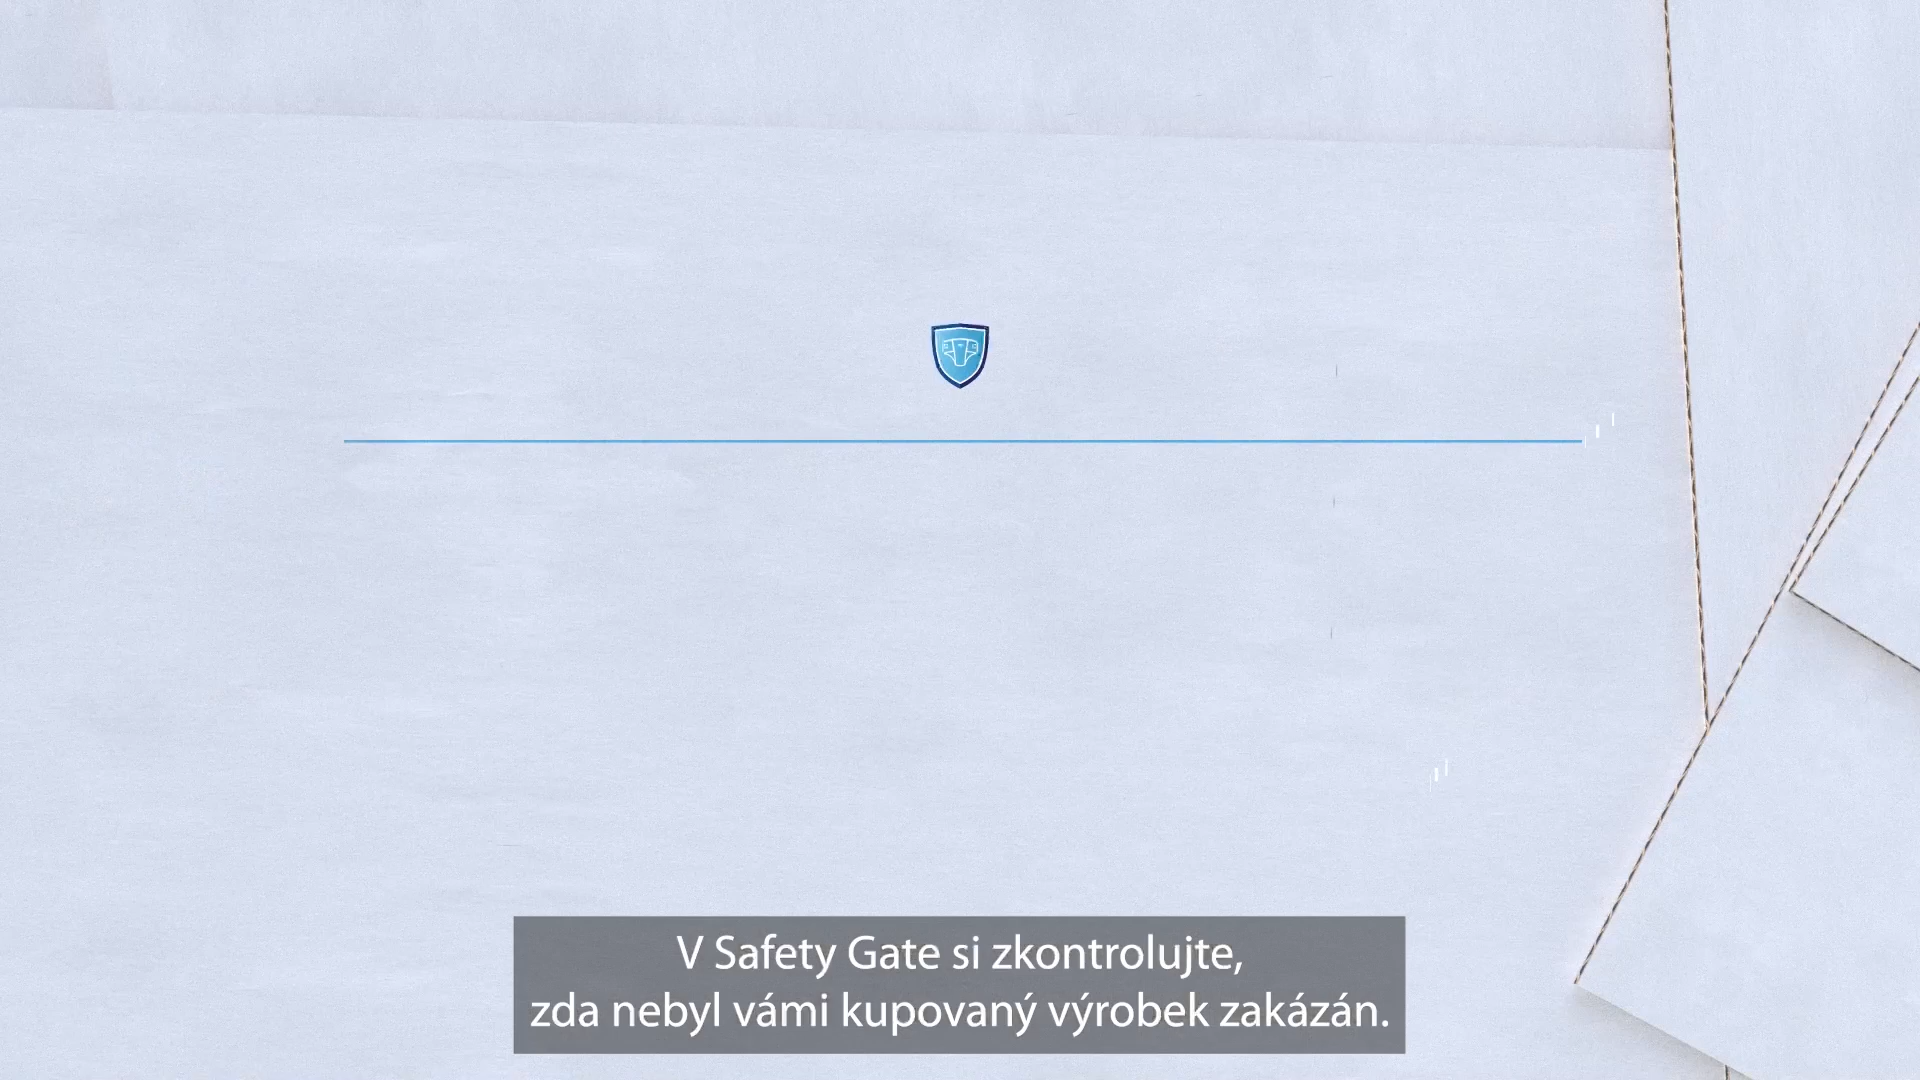 V Safety Gate si zkontrolujte,
zda nebyl vámi kupovaný výrobek zakázán.